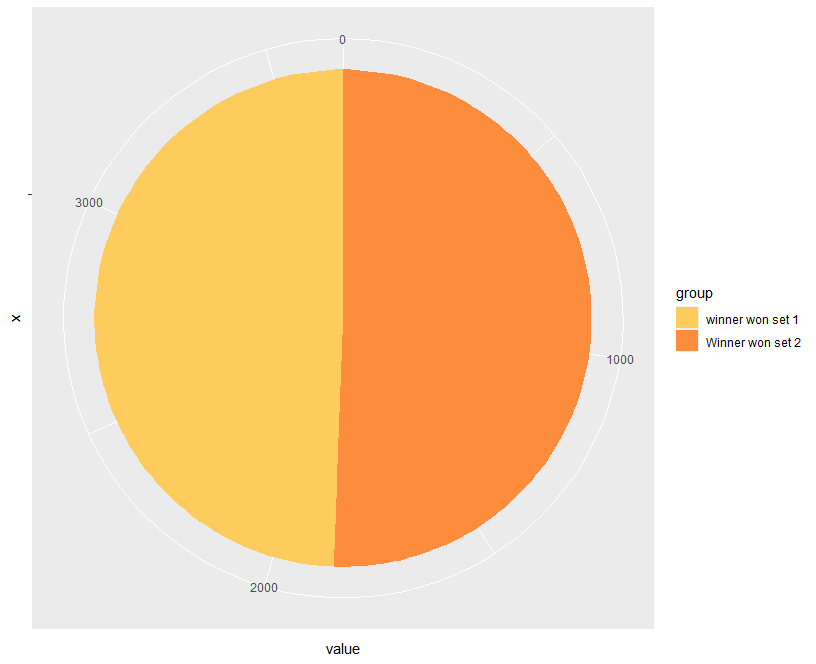 0
3000
1000
2000
x
value
group
winner won set 1
Winner won set 2